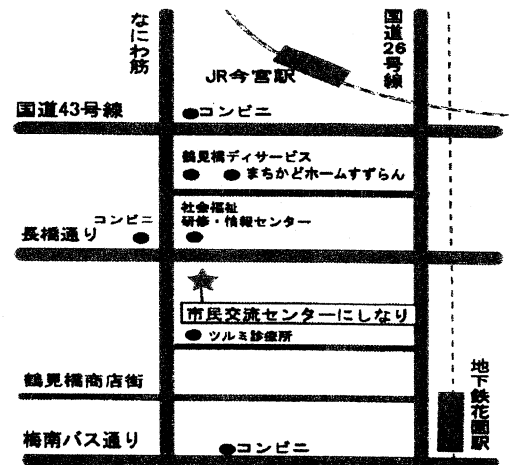 なにわ筋
国道26号線
JR今宮駅
国道43号線
コンビニ
鶴見橋ディサービス
まちかどホームすずらん
社会福祉
研修・情報センター
コンビニ
長橋通り
市民交流センターにしなり
ツルミ診療所
鶴見橋商店街
地下鉄花園駅
梅南バス通り
コンビニ